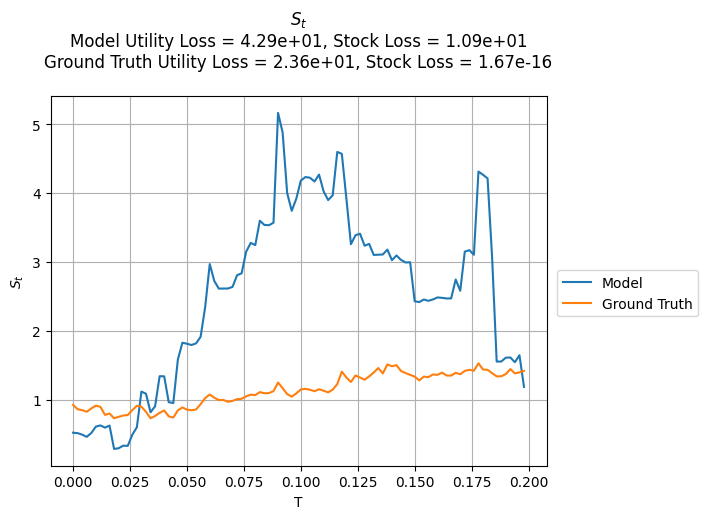 S_t
Model Utility Loss = 4.29e+01, Stock Loss = 1.09e+01
Ground Truth Utility Loss = 2.36e+01, Stock Loss = 1.67e-16
5
4
3
2
1
S_t
0.000 0.025 0.050 0.075 0.100 0.125 0.150 0.175 0.200
T
Model
Ground Truth